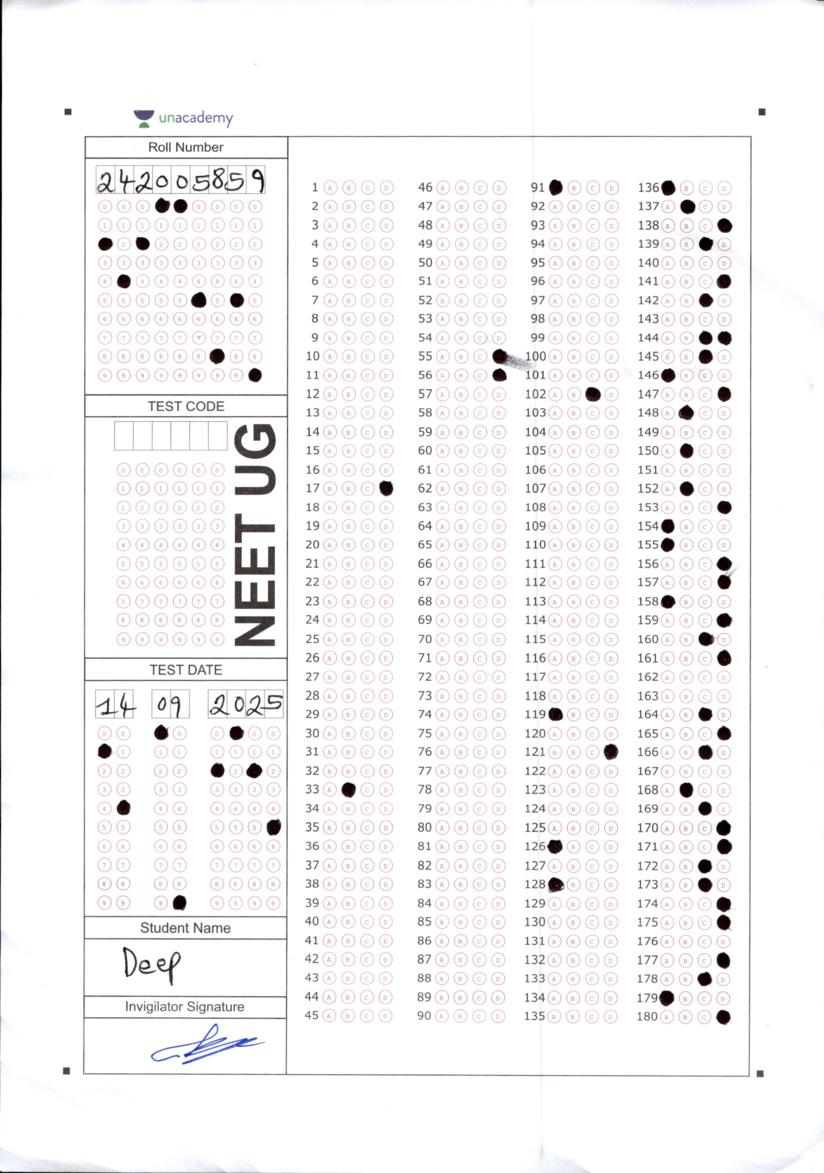 unacademy
Roll Number
242005859
TEST CODE
NEET UG
TEST DATE
14 09 2025
Student Name
Deep
Invigilator Signature
1 A B C D
2 A B C D
3 A B C D
4 A B C D
5 A B C D
6 A B C D
7 A B C D
8 A B C D
9 A B C D
10 A B C D
11 A B C D
12 A B C D
13 A B C D
14 A B C D
15 A B C D
16 A B C D
17 A B C
18 A B C D
19 A B C D
20 A B C D
21 A B C D
22 A B C D
23 A B C D
24 A B C D
25 A B C D
26 A B C D
27 A B C D
28 A B C D
29 A B C D
30 A B C D
31 A B C D
32 A B C D
33 A C D
34 A B C D
35 A B C D
36 A B C D
37 A B C D
38 A B C D
39 A B C D
40 A B C D
41 A B C D
42 A B C D
43 A B C D
44 A B C D
45 A B C D
46 A B C D
47 A B C D
48 A B C D
49 A B C D
50 A B C D
51 A B C D
52 A B C D
53 A B C D
54 A B C D
55 A B C
56 A B C
57 A B C D
58 A B C D
59 A B C D
60 A B C D
61 A B C D
62 A B C D
63 A B C D
64 A B C D
65 A B C D
66 A B C D
67 A B C D
68 A B C D
69 A B C D
70 A B C D
71 A B C D
72 A B C D
73 A B C D
74 A B C D
75 A B C D
76 A B C D
77 A B C D
78 A B C D
79 A B C D
80 A B C D
81 A B C D
82 A B C D
83 A B C D
84 A B C D
85 A B C D
86 A B C D
87 A B C D
88 A B C D
89 A B C D
90 A B C D
91 B C D
92 A B C D
93 A B C D
94 A B C D
95 A B C D
96 A B C D
97 A B C D
98 A B C D
99 A B C D
100 A B C D
101 A B C D
102 A B D
103 A B C D
104 A B C D
105 A B C D
106 A B C D
107 A B C D
108 A B C D
109 A B C D
110 A B C D
111 A B C D
112 A B C D
113 A B C D
114 A B C D
115 A B C D
116 A B C D
117 A B C D
118 A B C D
119 B C D
120 A B C D
121 A B C
122 A B C D
123 A B C D
124 A B C D
125 A B C D
126 B C D
127 A B C D
128 B C D
129 A B C D
130 A B C D
131 A B C D
132 A B C D
133 A B C D
134 A B C D
135 A B C D
136 B C D
137 A C D
138 A B C
139 A B D
140 A B C D
141 A B C
142 A B D
143 A B C D
144 A B
145 A B D
146 B C D
147 A B C
148 A C D
149 A B C D
150 A C D
151 A B C D
152 A C D
153 A B C
154 B C D
155 B C D
156 A B C
157 A B C
158 B C D
159 A B C
160 A B D
161 A B C
162 A B C D
163 A B C D
164 A B D
165 A B C
166 A B D
167 A B C D
168 A C D
169 A B D
170 A B C
171 A B C
172 A B D
173 A B D
174 A B C
175 A B C
176 A B C D
177 A B C
178 A B D
179 B C D
180 A B C